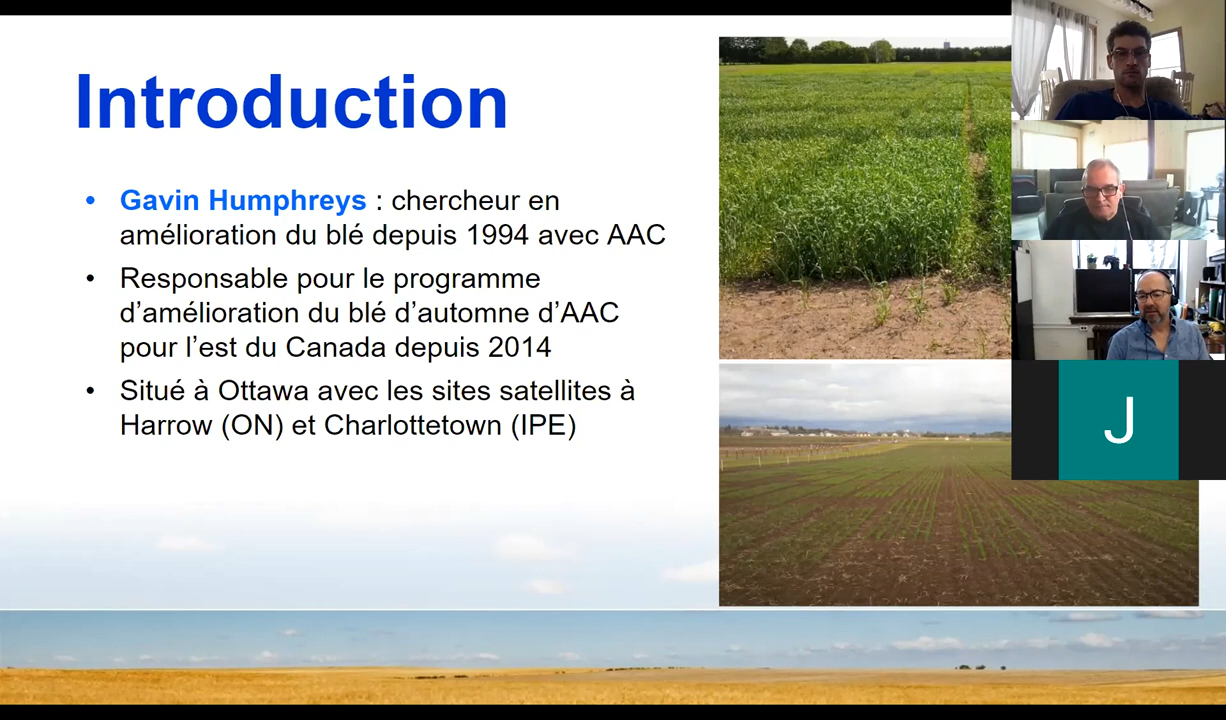 Introduction
• Gavin Humphreys : chercheur en
amélioration du blé depuis 1994 avec AAC
• Responsable pour le programme
d’amélioration du blé d’automne d’AAC
pour l’est du Canada depuis 2014
• Situé à Ottawa avec les sites satellites à
Harrow (ON) et Charlottetown (IPE)
J